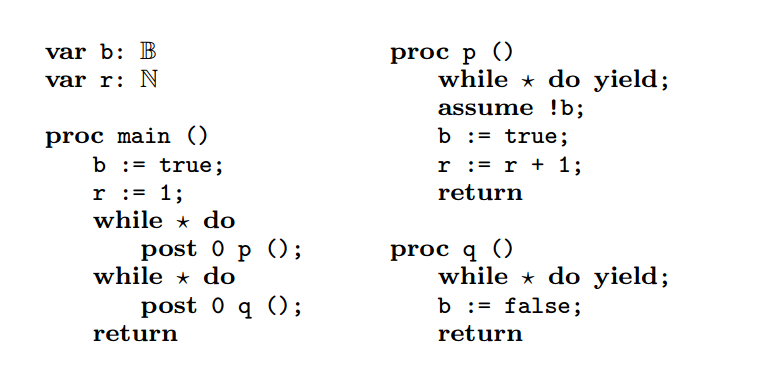 var b: 𝔹
var r: ℕ
proc main ()
b := true;
r := 1;
while ⋆ do
post 0 p ();
while ⋆ do
post 0 q ();
return
proc p ()
while ⋆ do yield;
assume !b;
b := true;
r := r + 1;
return
proc q ()
while ⋆ do yield;
b := false;
return